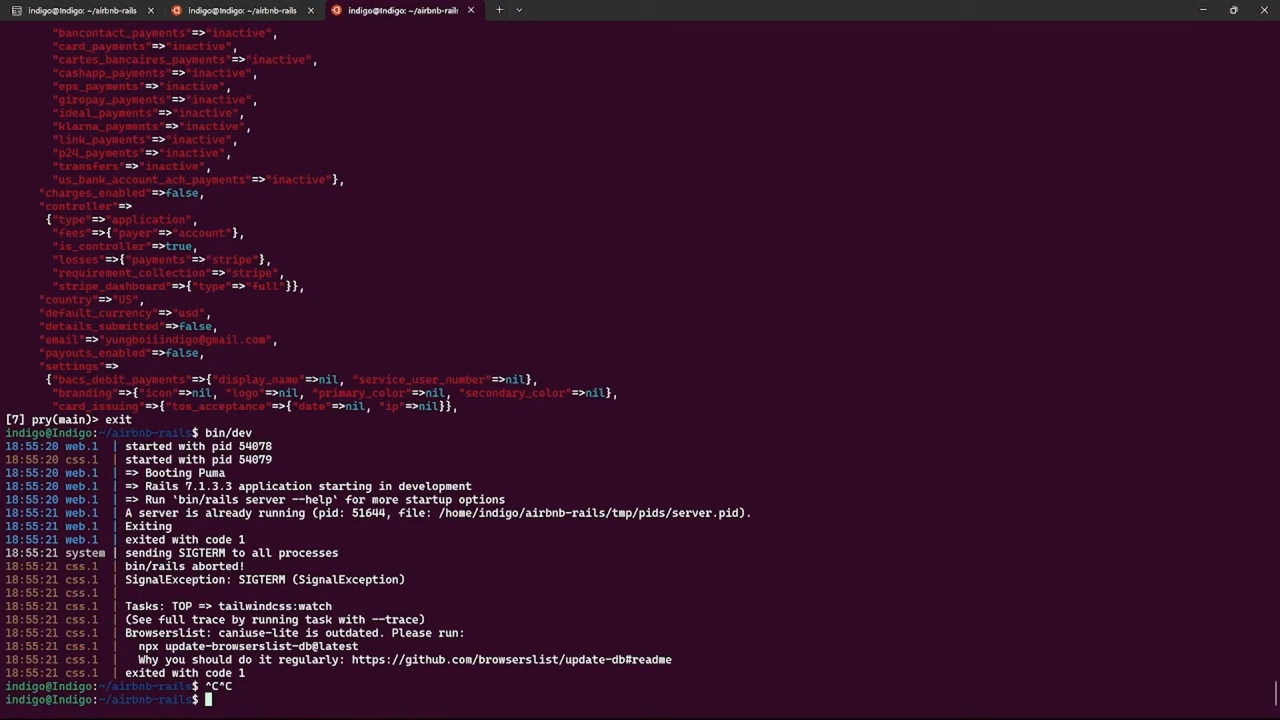 indigo@Indigo: ~/airbnb-rails
indigo@Indigo: ~/airbnb-rails
indigo@Indigo: ~/airbnb-rails
"bancontact_payments"=>"inactive",
"card_payments"=>"inactive",
"cartes_bancaires_payments"=>"inactive",
"cashapp_payments"=>"inactive",
"eps_payments"=>"inactive",
"giropay_payments"=>"inactive",
"ideal_payments"=>"inactive",
"klarna_payments"=>"inactive",
"link_payments"=>"inactive",
"p24_payments"=>"inactive",
"transfers"=>"inactive",
"us_bank_account_ach_payments"=>"inactive"},
"charges_enabled"=>false,
"controller"=>
{"type"=>"application",
"fees"=>{"payer"=>"account"},
"is_controller"=>true,
"losses"=>{"payments"=>"stripe"},
"requirement_collection"=>"stripe",
"stripe_dashboard"=>{"type"=>"full"}},
"country"=>"US",
"default_currency"=>"usd",
"details_submitted"=>false,
"email"=>"yungboiiindigo@gmail.com",
"payouts_enabled"=>false,
"settings"=>
{"bacs_debit_payments"=>{"display_name"=>nil, "service_user_number"=>nil},
"branding"=>{"icon"=>nil, "logo"=>nil, "primary_color"=>nil, "secondary_color"=>nil},
"card_issuing"=>{"tos_acceptance"=>{"date"=>nil, "ip"=>nil}},
[7] pry(main)> exit
indigo@Indigo:~/airbnb-rails$ bin/dev
18:55:20 web.1 | started with pid 54078
18:55:20 css.1 | started with pid 54079
18:55:20 web.1 | => Booting Puma
18:55:20 web.1 | => Rails 7.1.3.3 application starting in development
18:55:20 web.1 | => Run `bin/rails server --help` for more startup options
18:55:21 web.1 | A server is already running (pid: 51644, file: /home/indigo/airbnb-rails/tmp/pids/server.pid).
18:55:21 web.1 | Exiting
18:55:21 web.1 | exited with code 1
18:55:21 system | sending SIGTERM to all processes
18:55:21 css.1 | bin/rails aborted!
18:55:21 css.1 | SignalException: SIGTERM (SignalException)
18:55:21 css.1 |
18:55:21 css.1 | Tasks: TOP => tailwindcss:watch
18:55:21 css.1 | (See full trace by running task with --trace)
18:55:21 css.1 | Browserslist: caniuse-lite is outdated. Please run:
18:55:21 css.1 | npx update-browserslist-db@latest
18:55:21 css.1 | Why you should do it regularly: https://github.com/browserslist/update-db#readme
18:55:21 css.1 | exited with code 1
indigo@Indigo:~/airbnb-rails$ ^C^C
indigo@Indigo:~/airbnb-rails$